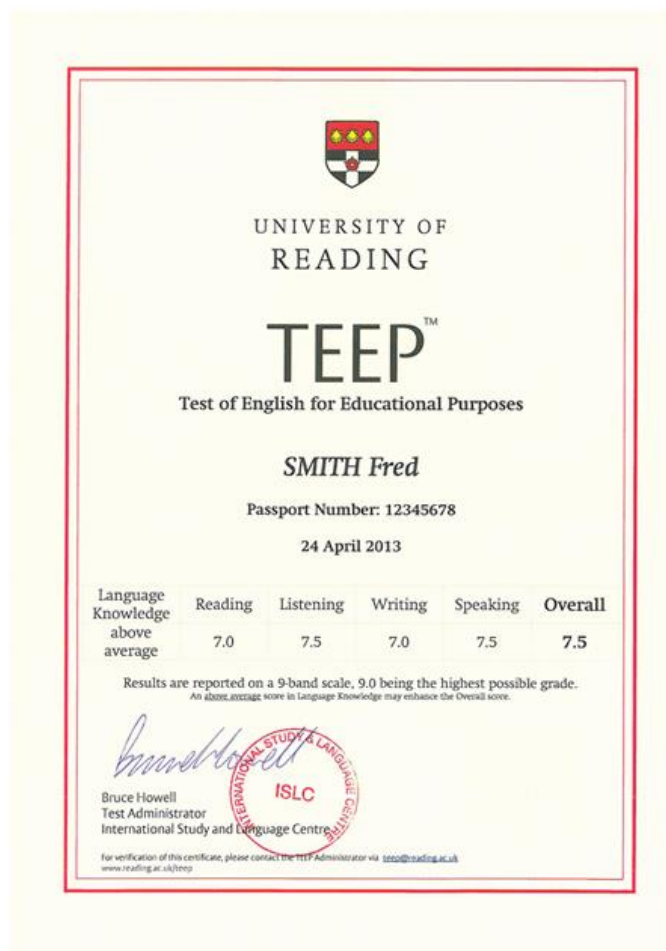 UNIVERSITY OF
READING
TEEP™
Test of English for Educational Purposes
SMITH Fred
Passport Number: 12345678
24 April 2013
Language Knowledge Reading Listening Writing Speaking Overall
above average 7.0 7.5 7.0 7.5 7.5
Results are reported on a 9-band scale, 9.0 being the highest possible grade.
An above average score in Language Knowledge may enhance the Overall score.
INTERNATIONAL STUDY & LANGUAGE CENTRE
ISLC
Bruce Howell
Test Administrator
International Study and Language Centre
For verification of this certificate, please contact the TEEP Administrator via teep@reading.ac.uk
www.reading.ac.uk/teep